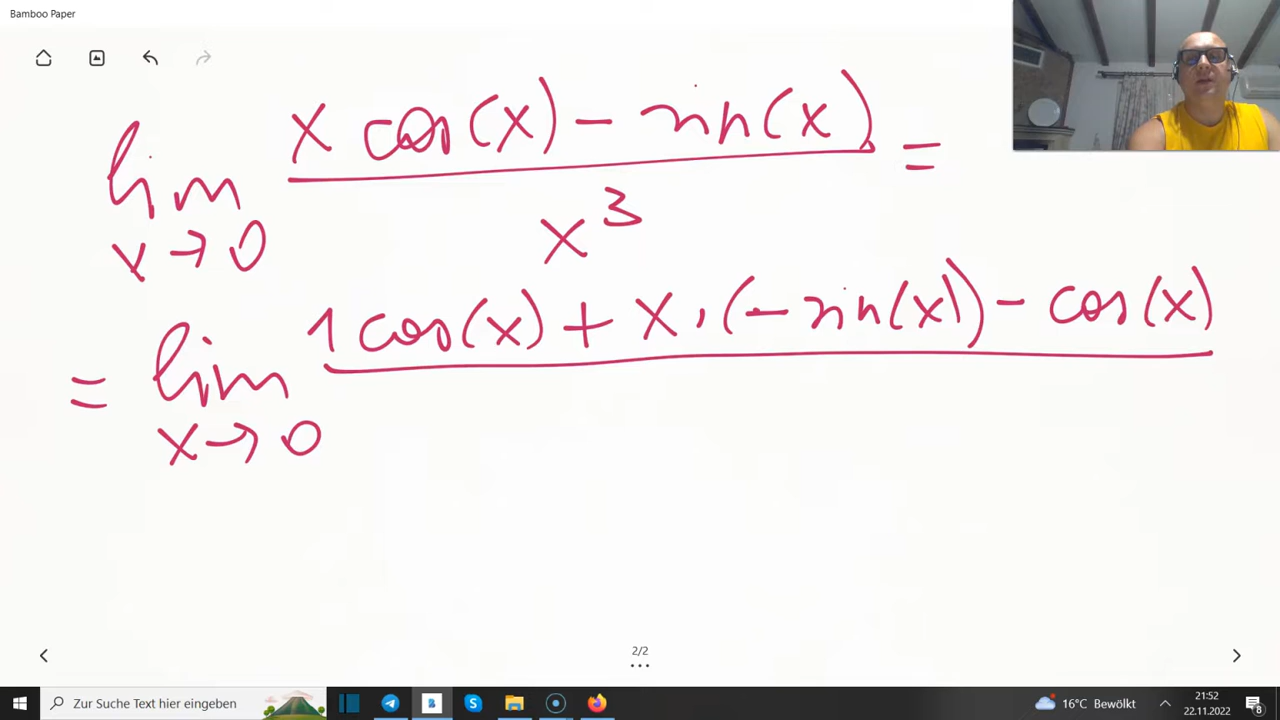 Bamboo Paper
lim x→0 (x cos(x) - sin(x)) / x³ =
= lim x→0 1 cos(x) + x · (-sin(x)) - cos(x)
2/2
Zur Suche Text hier eingeben
16°C Bewölkt
21:52
22.11.2022
8